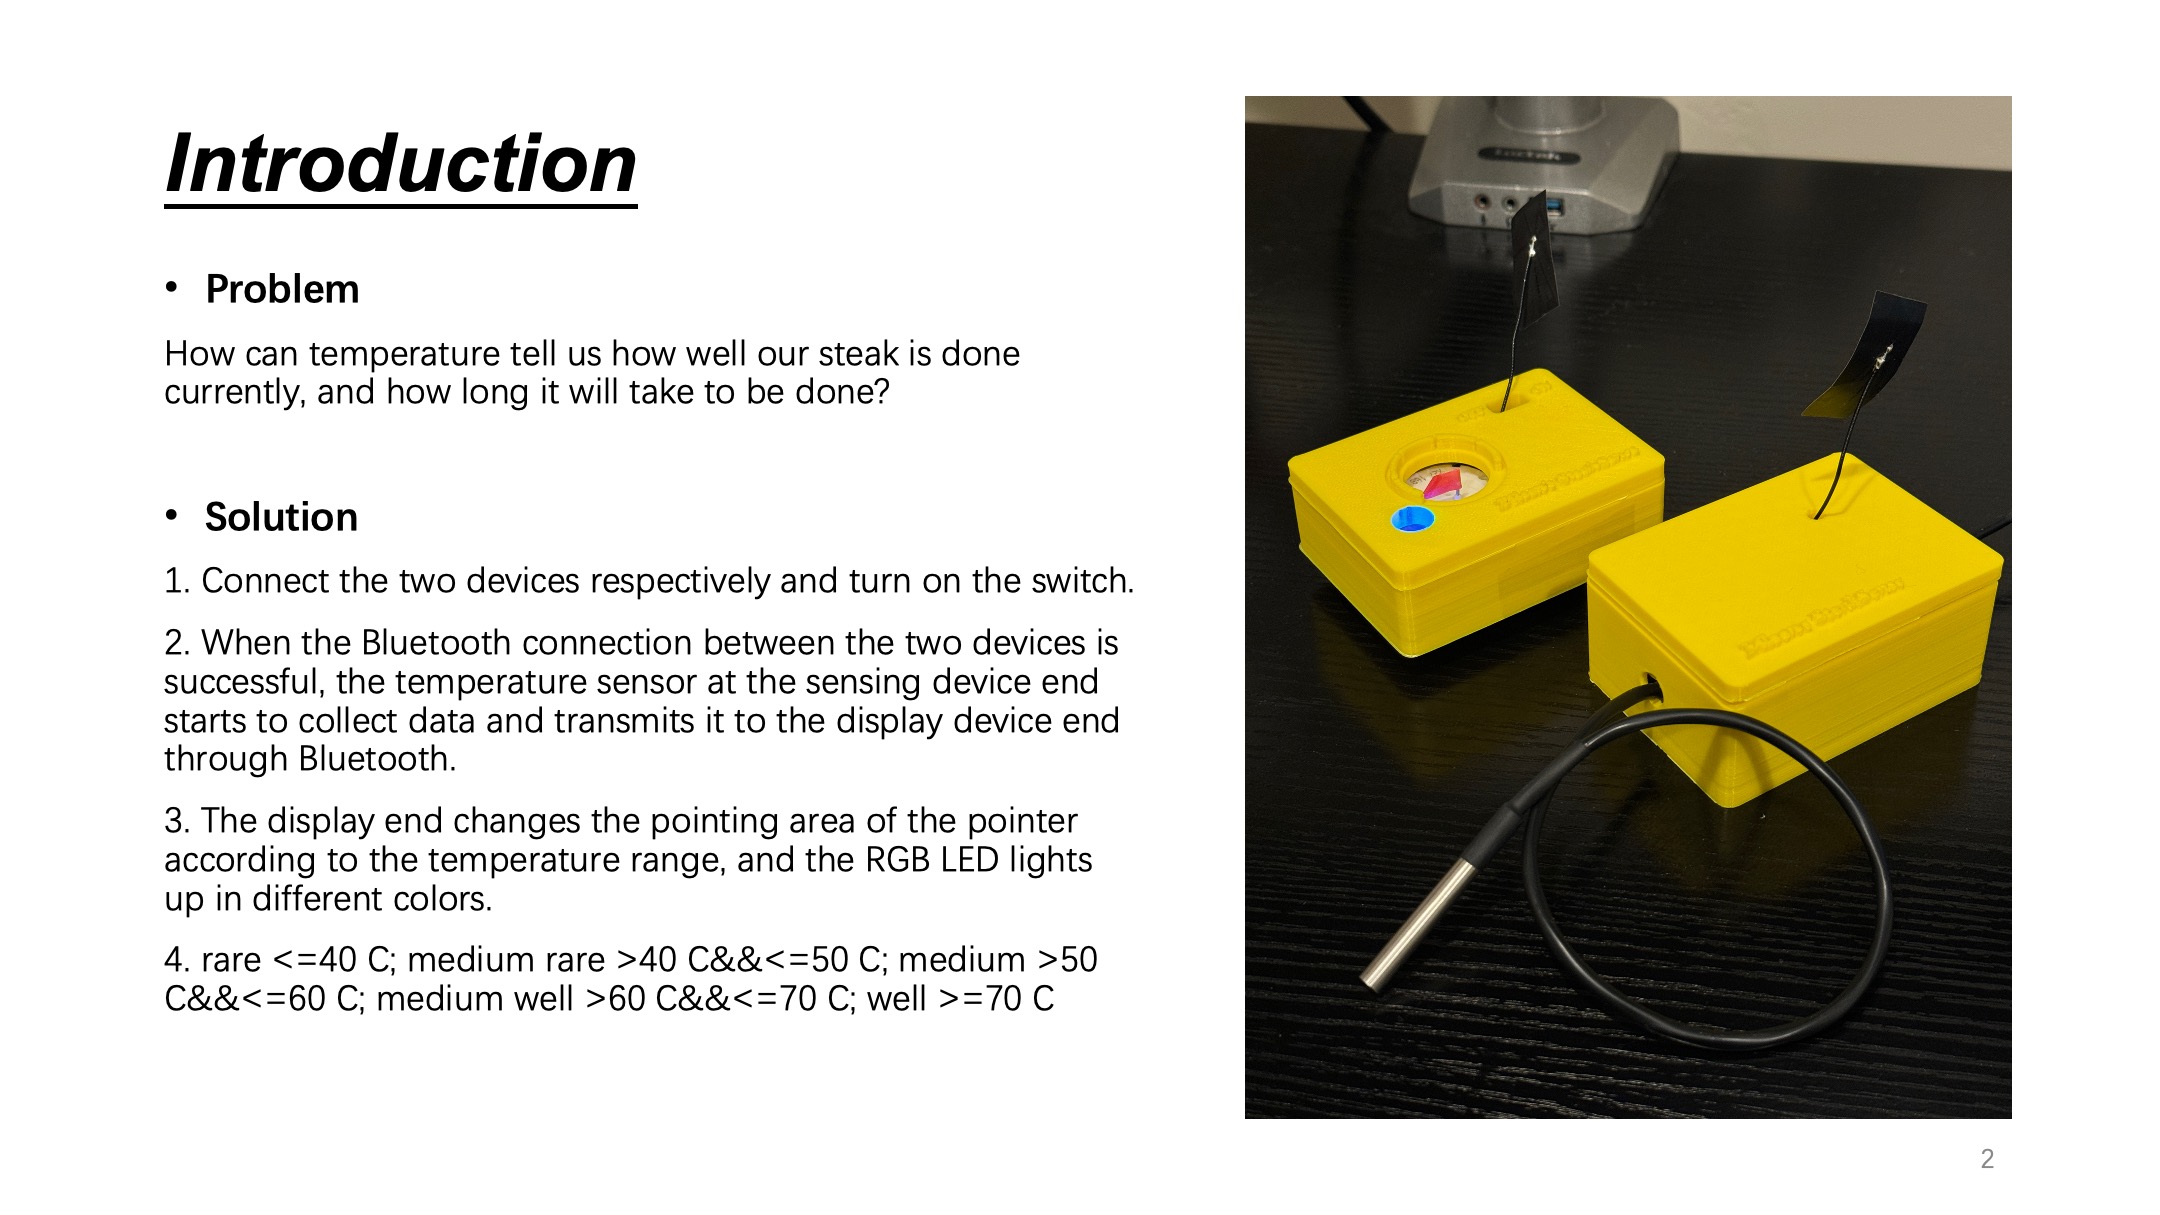 Introduction
• Problem
How can temperature tell us how well our steak is done
currently, and how long it will take to be done?
• Solution
1. Connect the two devices respectively and turn on the switch.
2. When the Bluetooth connection between the two devices is
successful, the temperature sensor at the sensing device end
starts to collect data and transmits it to the display device end
through Bluetooth.
3. The display end changes the pointing area of the pointer
according to the temperature range, and the RGB LED lights
up in different colors.
4. rare <=40 C; medium rare >40 C&&<=50 C; medium >50
C&&<=60 C; medium well >60 C&&<=70 C; well >=70 C
2